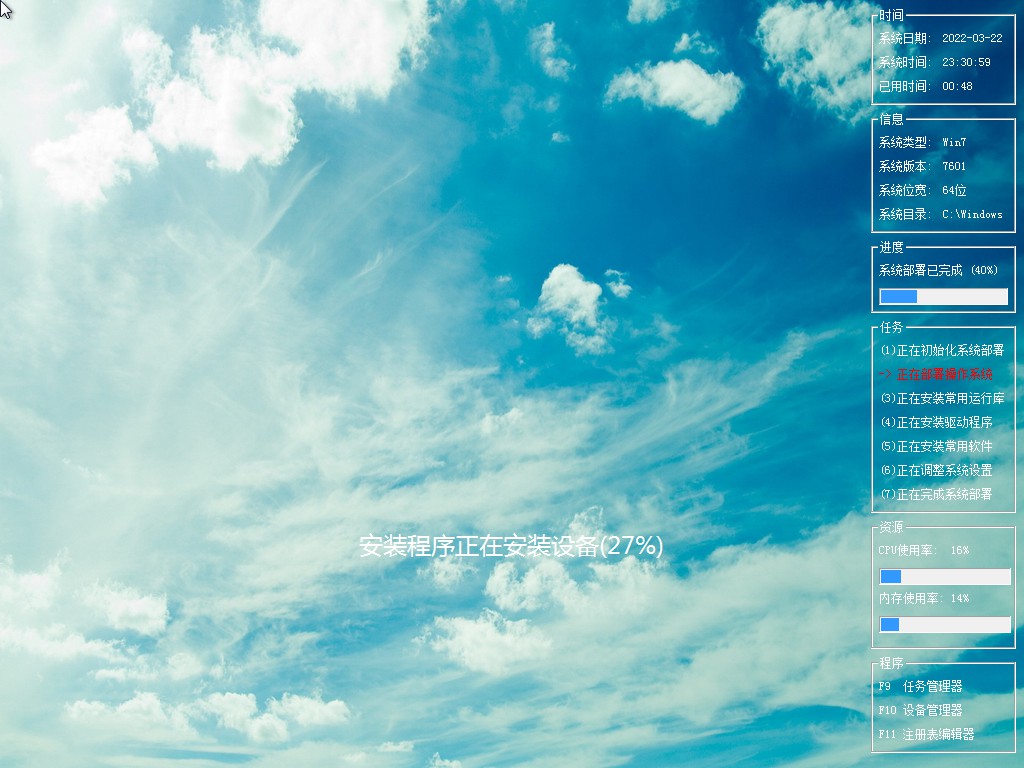 时间
系统日期: 2022-03-22
系统时间: 23:30:59
已用时间: 00:48
信息
系统类型: Win7
系统版本: 7601
系统位宽: 64位
系统目录: C:\Windows
进度
系统部署已完成 (40%)
任务
(1)正在初始化系统部署
-> 正在部署操作系统
(3)正在安装常用运行库
(4)正在安装驱动程序
(5)正在安装常用软件
(6)正在调整系统设置
(7)正在完成系统部署
安装程序正在安装设备(27%)
资源
CPU使用率: 16%
内存使用率: 14%
程序
F9 任务管理器
F10 设备管理器
F11 注册表编辑器